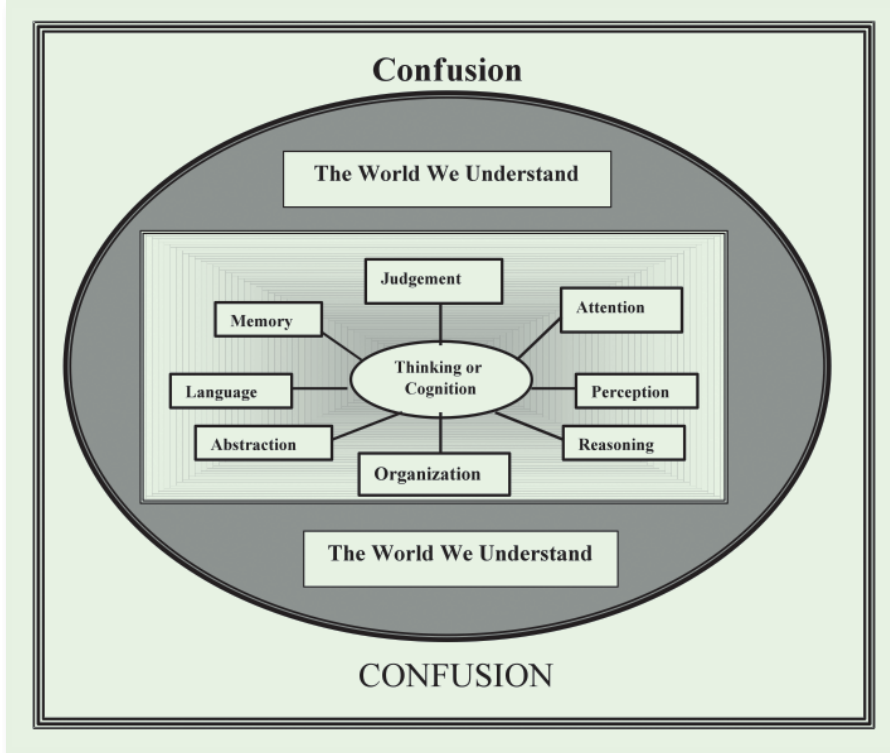 Confusion
The World We Understand
Judgement
Attention
Memory
Thinking or
Cognition
Language
Perception
Abstraction
Reasoning
Organization
The World We Understand
CONFUSION